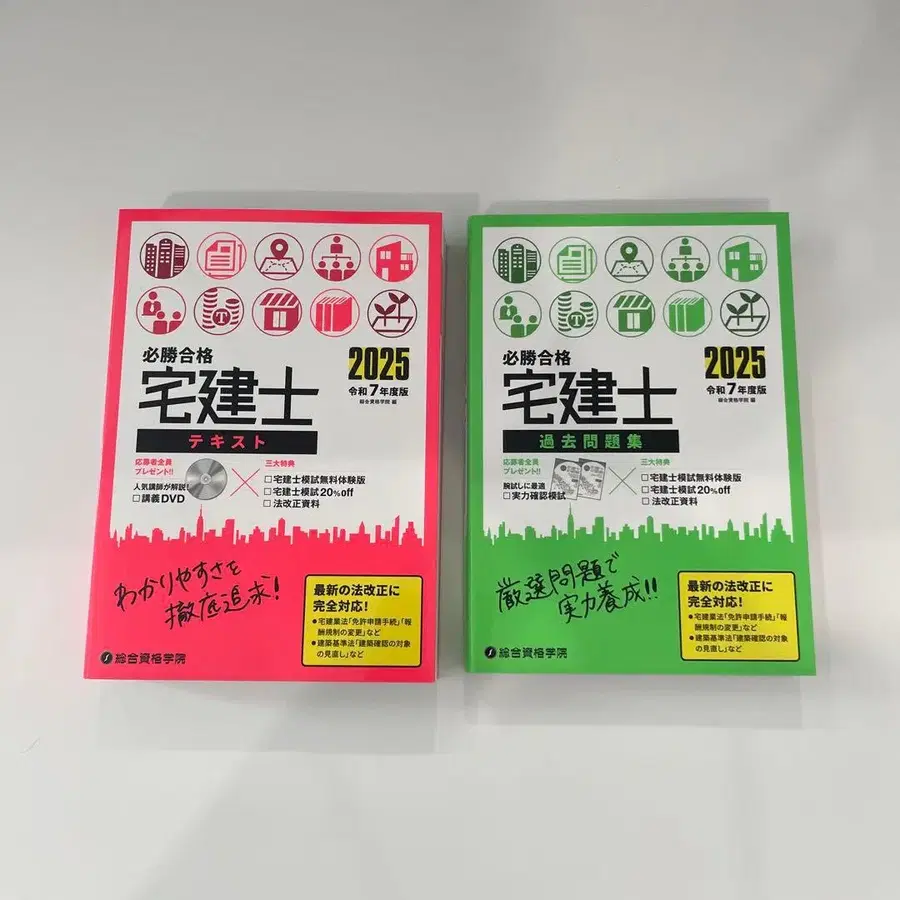 必勝合格
宅建士
テキスト
2025
令和7年度版
総合資格学院 編
応募者全員
プレゼント!!
人気講師が解説!
□講義DVD
三大特典
□宅建士模試無料体験版
□宅建士模試20%off
□法改正資料
わかりやすさを
徹底追求!
最新の法改正に
完全対応!
●宅建業法「免許申請手続」「報
酬規制の変更」など
●建築基準法「建築確認の対象
の見直し」など
総合資格学院
必勝合格
宅建士
過去問題集
2025
令和7年度版
総合資格学院 編
応募者全員
プレゼント!!
腕試しに最適
□実力確認模試
三大特典
□宅建士模試無料体験版
□宅建士模試20%off
□法改正資料
厳選問題で
実力養成!!
最新の法改正に
完全対応!
●宅建業法「免許申請手続」「報
酬規制の変更」など
●建築基準法「建築確認の対象
の見直し」など
総合資格学院